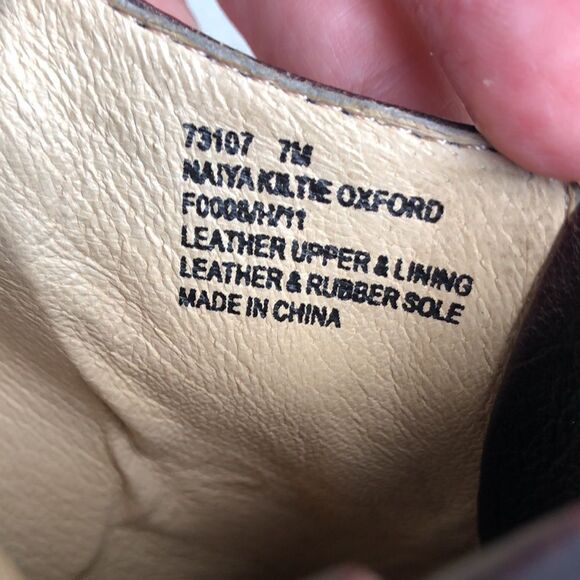 73107 7M
NAIYA KILTIE OXFORD
F0008/H/11
LEATHER UPPER & LINING
LEATHER & RUBBER SOLE
MADE IN CHINA